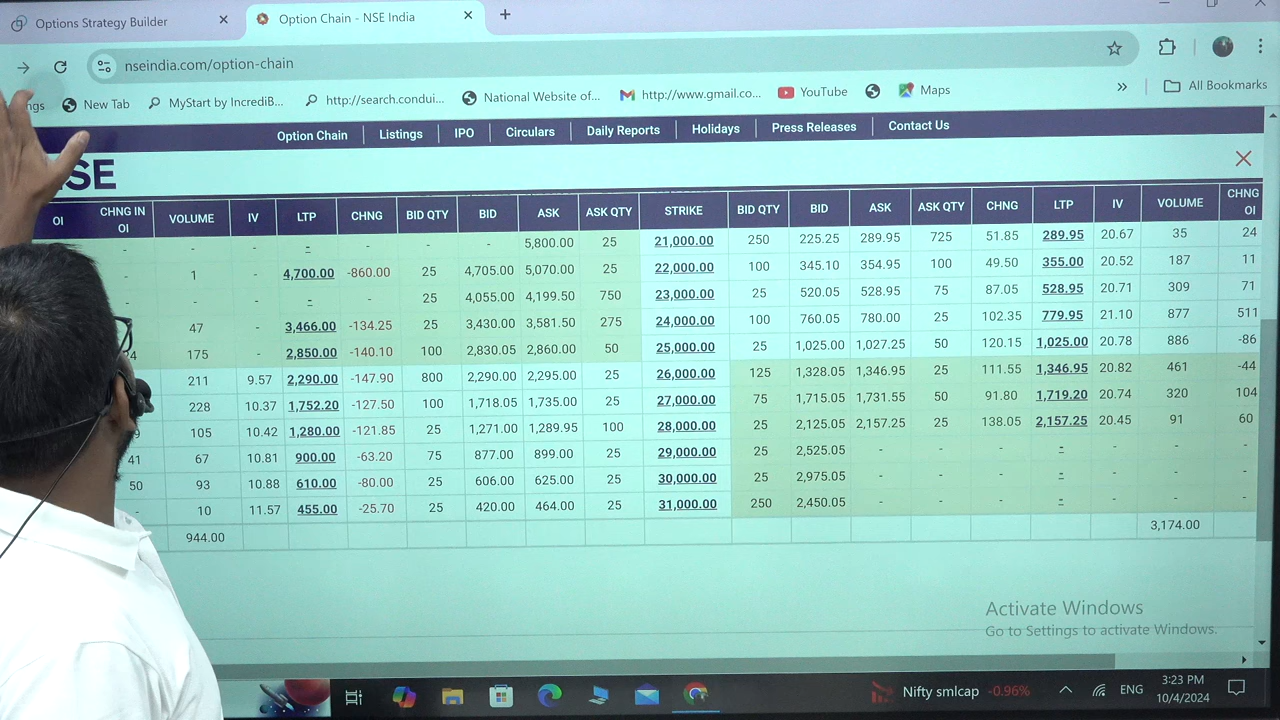 Options Strategy Builder
Option Chain - NSE India
nseindia.com/option-chain
ngs New Tab MyStart by IncrediB... http://search.condui... National Website of... http://www.gmail.co... YouTube Maps » All Bookmarks
Option Chain Listings IPO Circulars Daily Reports Holidays Press Releases Contact Us
SE
OI CHNG IN OI VOLUME IV LTP CHNG BID QTY BID ASK ASK QTY STRIKE BID QTY BID ASK ASK QTY CHNG LTP IV VOLUME CHNG OI
- - - - - - - 5,800.00 25 21,000.00 250 225.25 289.95 725 51.85 289.95 20.67 35 24
- 1 - 4,700.00 -860.00 25 4,705.00 5,070.00 25 22,000.00 100 345.10 354.95 100 49.50 355.00 20.52 187 11
- - - - - 25 4,055.00 4,199.50 750 23,000.00 25 520.05 528.95 75 87.05 528.95 20.71 309 71
47 - 3,466.00 -134.25 25 3,430.00 3,581.50 275 24,000.00 100 760.05 780.00 25 102.35 779.95 21.10 877 511
175 - 2,850.00 -140.10 100 2,830.05 2,860.00 50 25,000.00 25 1,025.00 1,027.25 50 120.15 1,025.00 20.78 886 -86
211 9.57 2,290.00 -147.90 800 2,290.00 2,295.00 25 26,000.00 125 1,328.05 1,346.95 25 111.55 1,346.95 20.82 461 -44
228 10.37 1,752.20 -127.50 100 1,718.05 1,735.00 25 27,000.00 75 1,715.05 1,731.55 50 91.80 1,719.20 20.74 320 104
105 10.42 1,280.00 -121.85 25 1,271.00 1,289.95 100 28,000.00 25 2,125.05 2,157.25 25 138.05 2,157.25 20.45 91 60
41 67 10.81 900.00 -63.20 75 877.00 899.00 25 29,000.00 25 2,525.05 - - - - - - -
50 93 10.88 610.00 -80.00 25 606.00 625.00 25 30,000.00 25 2,975.05 - - - - - - -
- 10 11.57 455.00 -25.70 25 420.00 464.00 25 31,000.00 250 2,450.05 - - - - - - -
944.00 3,174.00
Activate Windows
Go to Settings to activate Windows.
Nifty smlcap -0.96% ENG 3:23 PM
10/4/2024